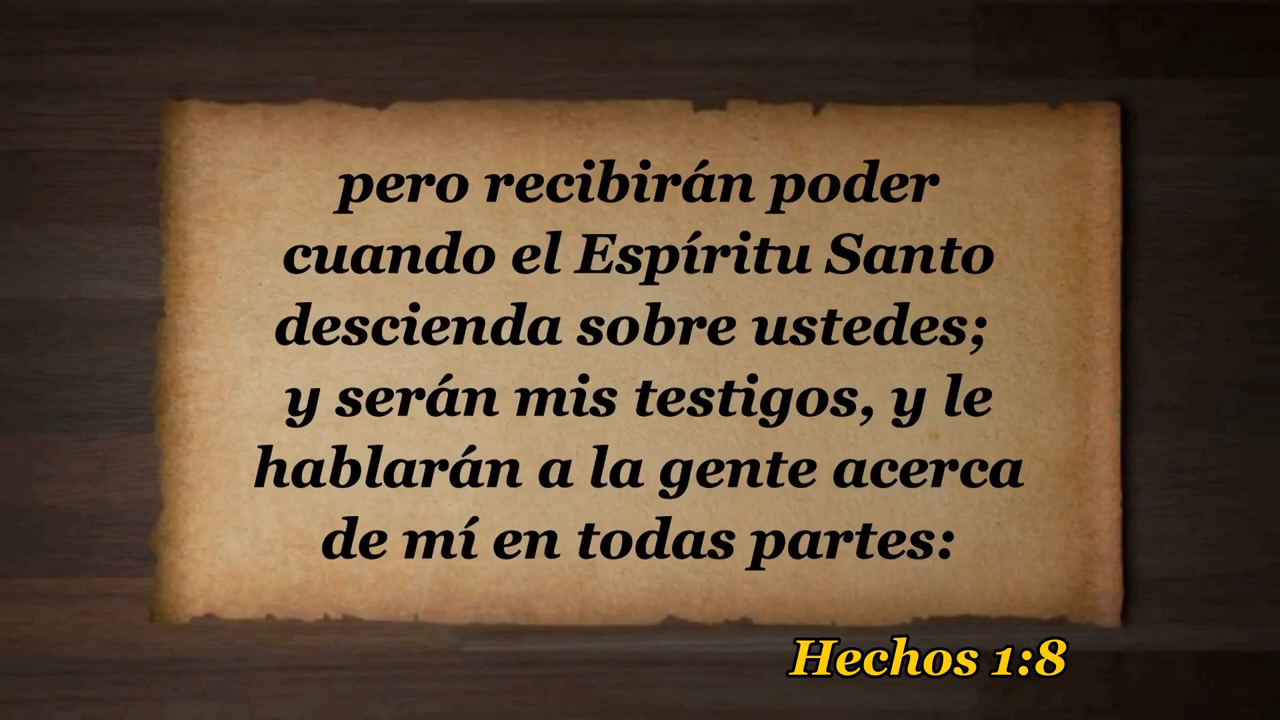 pero recibirán poder
cuando el Espíritu Santo
descienda sobre ustedes;
y serán mis testigos, y le
hablarán a la gente acerca
de mí en todas partes:
Hechos 1:8